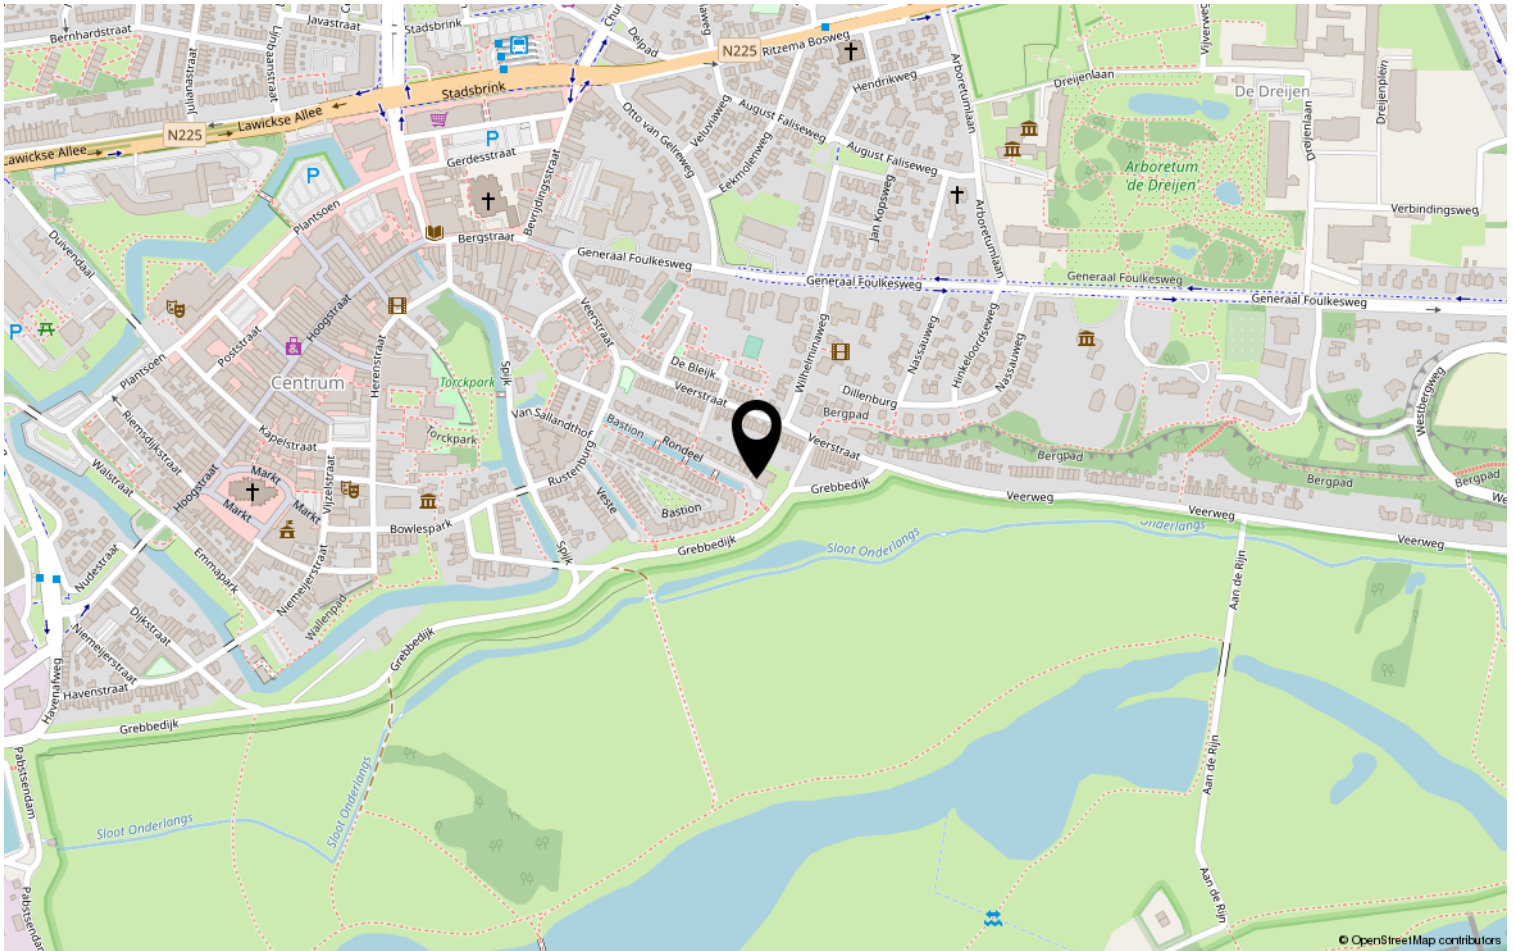 Bernhardstraat
Javastraat
Stadsbrink
Delpad
N225
Ritzema Bosweg
Hendrikweg
Arboretumlaan
Dreijenlaan
De Dreijen
Dreijenplein
Julianastraat
Stadsbrink
Lawickse Allee
N225
Lawickse Allee
P
P
P
Otto van Gelreweg
Veluviaweg
August Faliseweg
August Faliseweg
Eekmolenweg
Jan Kopsweg
Arboretumlaan
Arboretum
'de Dreijen
Dreijenlaan
Verbindingsweg
Gerdesstraat
Bevrijdingsstraat
Plantsoen
Bergstraat
Duivendaal
Generaal Foulkesweg
Generaal Foulkesweg
Generaal Foulkesweg
Generaal Foulkesweg
P
Hoogstraat
Poststraat
Plantsoen
Centrum
Herenstraat
Torckpark
Torckpark
Spijk
Veerstraat
De Bleijk
Veerstraat
Wilhelminaweg
Nassauweg
Hinkeloordseweg
Nassauweg
Dillenburg
Bergpad
Westbergweg
Van Sallandthof
Bastion
Rondeel
Rustenburg
Veerstraat
Bergpad
Bergpad
Bergpad
Riemsdijkstraat
Kapelstraat
Walstraat
Hoogstraat
Markt
Markt
Markt
Vijzelstraat
Bowlespark
Veste
Bastion
Grebbedijk
Grebbedijk
Veerweg
Veerweg
Veerweg
Spijk
Sloot Onderlangs
Onderlangs
Nudestraat
Emmapark
Niemeijerstraat
Wallenpad
Dijkstraat
Niemeijerstraat
Havenstraat
Havenafweg
Grebbedijk
Grebbedijk
Aan de Rijn
Aan de Rijn
Aan de Rijn
Pabstsendam
Sloot Onderlangs
Sloot Onderlangs
© OpenStreetMap contributors